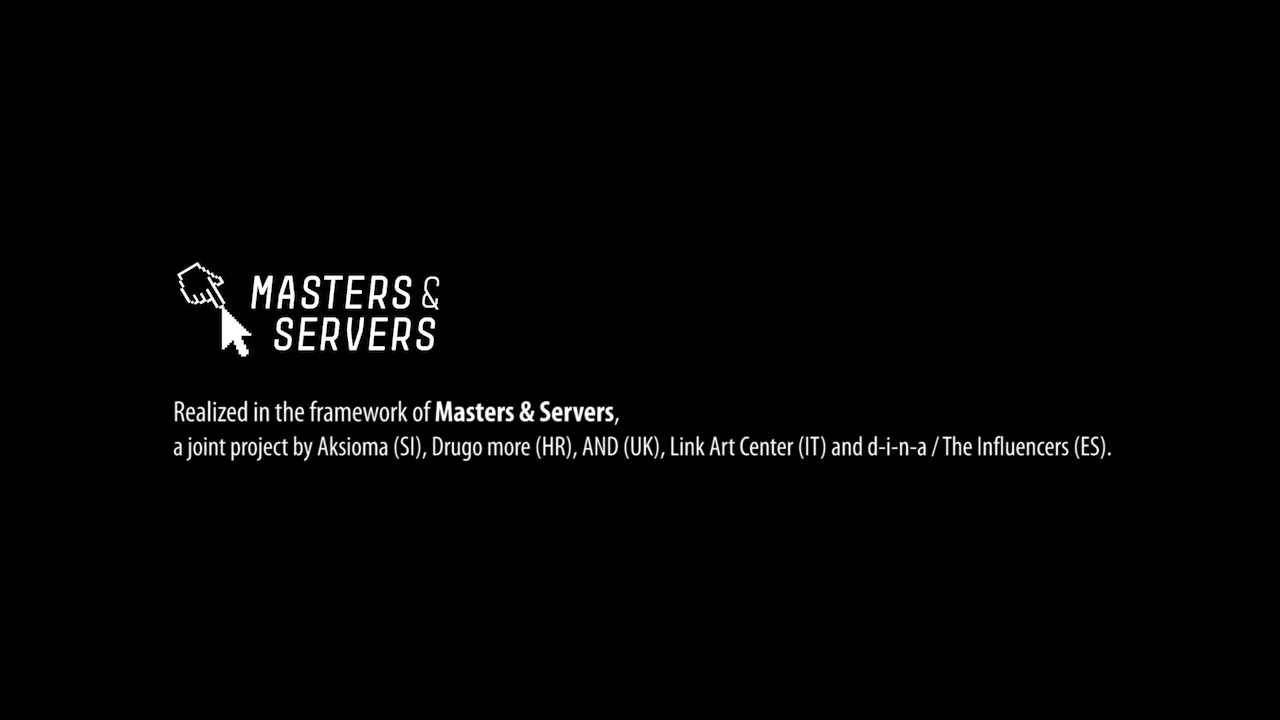 MASTERS &
SERVERS
Realized in the framework of Masters & Servers,
a joint project by Aksioma (SI), Drugo more (HR), AND (UK), Link Art Center (IT) and d-i-n-a / The Influencers (ES).